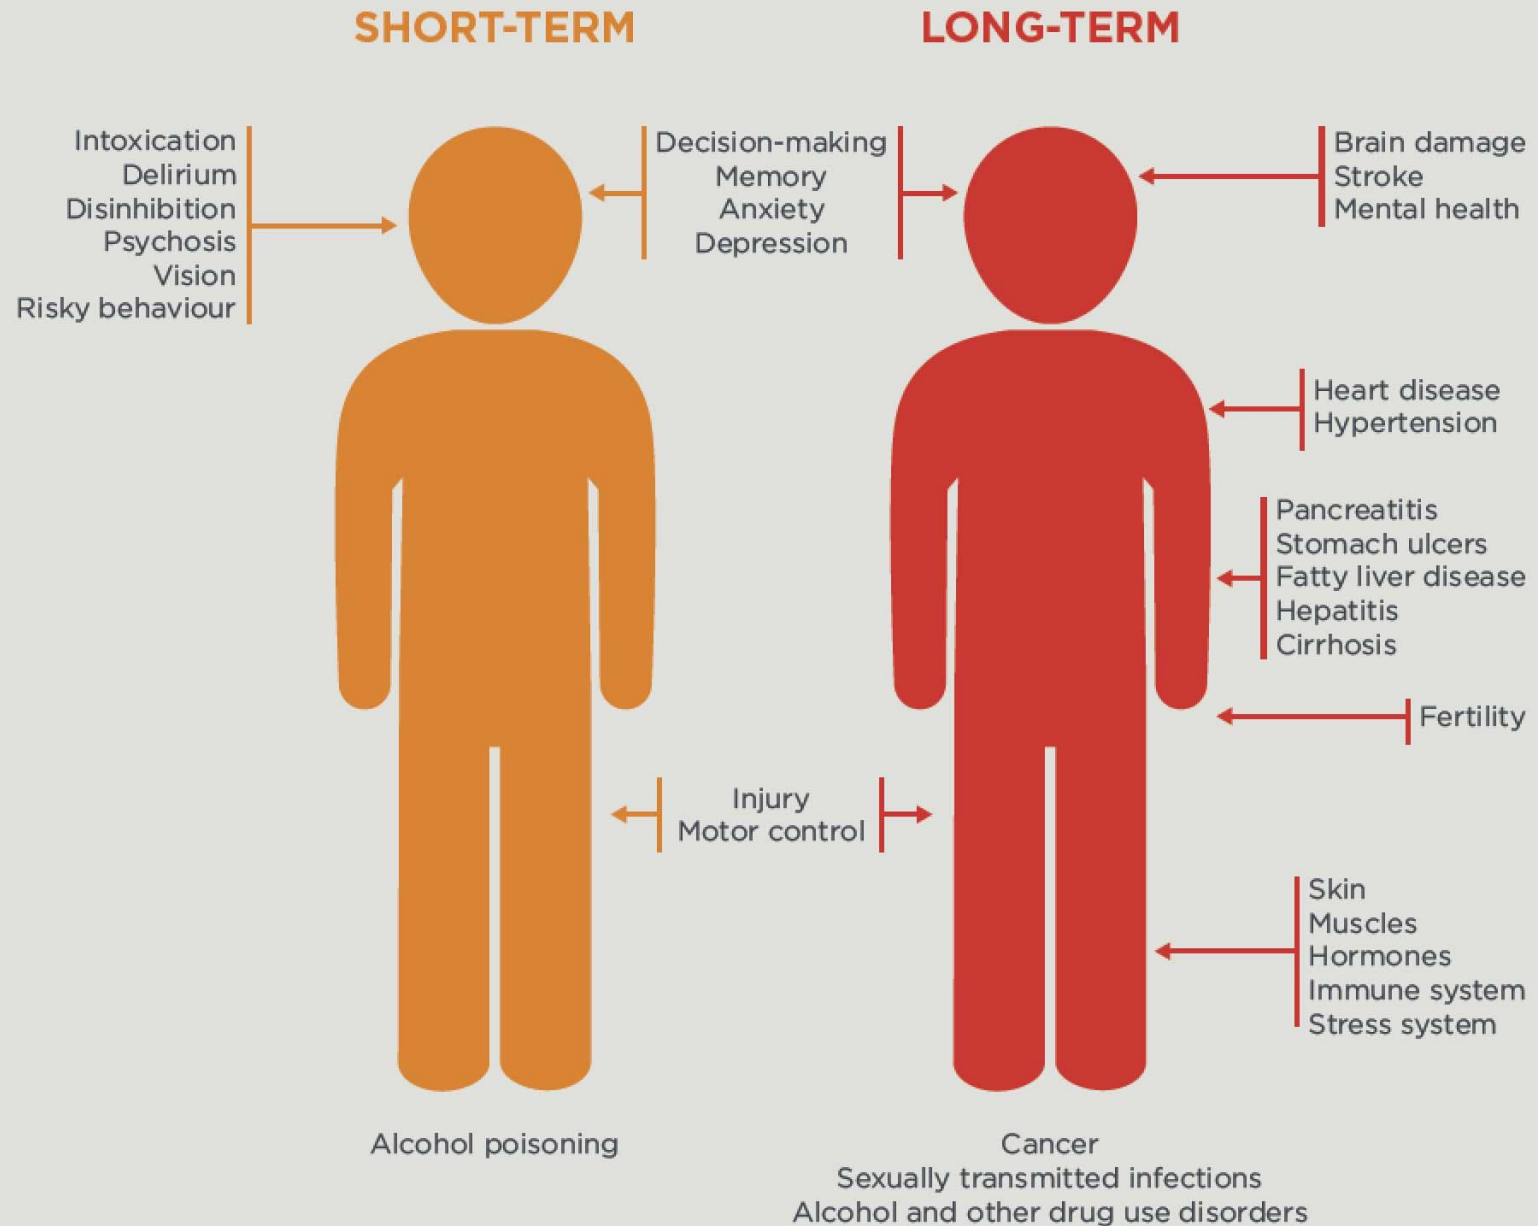 SHORT-TERM
LONG-TERM
Intoxication
Delirium
Disinhibition
Psychosis
Vision
Risky behaviour
Decision-making
Memory
Anxiety
Depression
Brain damage
Stroke
Mental health
Heart disease
Hypertension
Pancreatitis
Stomach ulcers
Fatty liver disease
Hepatitis
Cirrhosis
Fertility
Injury
Motor control
Skin
Muscles
Hormones
Immune system
Stress system
Alcohol poisoning
Cancer
Sexually transmitted infections
Alcohol and other drug use disorders